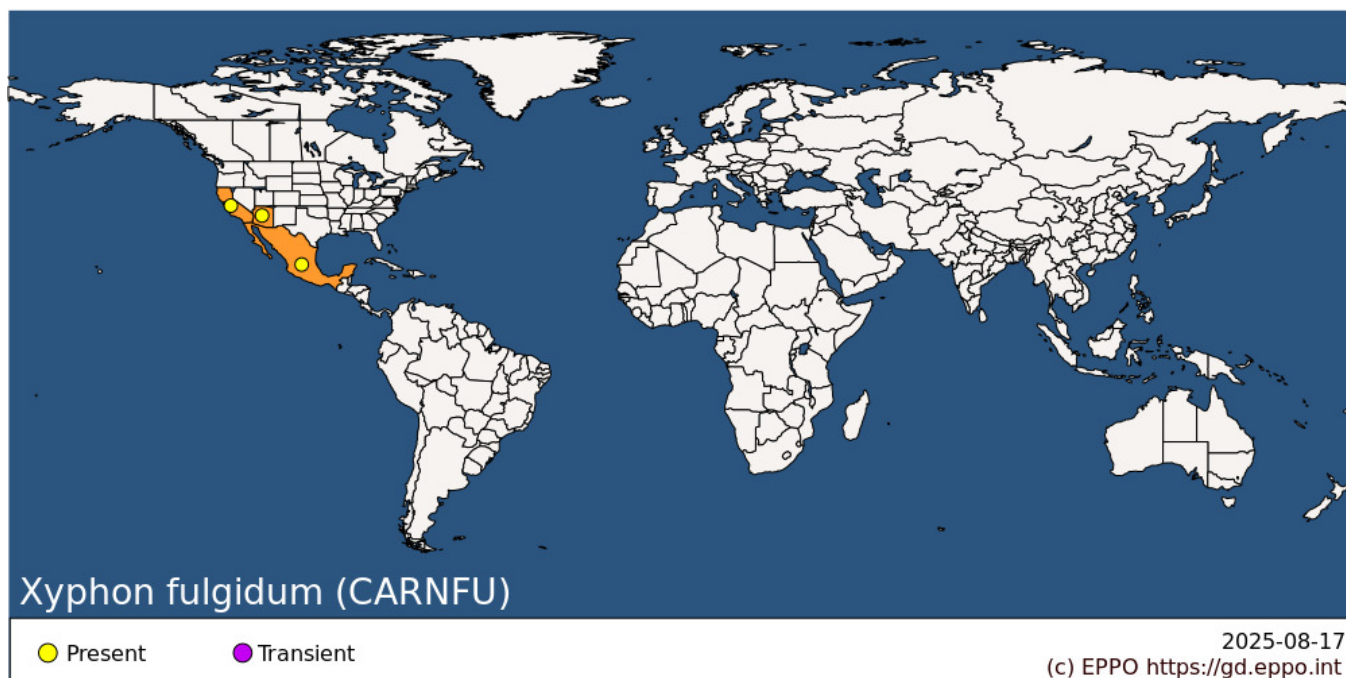 Xyphon fulgidum (CARNFU)
Present
Transient
2025-08-17
(c) EPPO https://gd.eppo.int